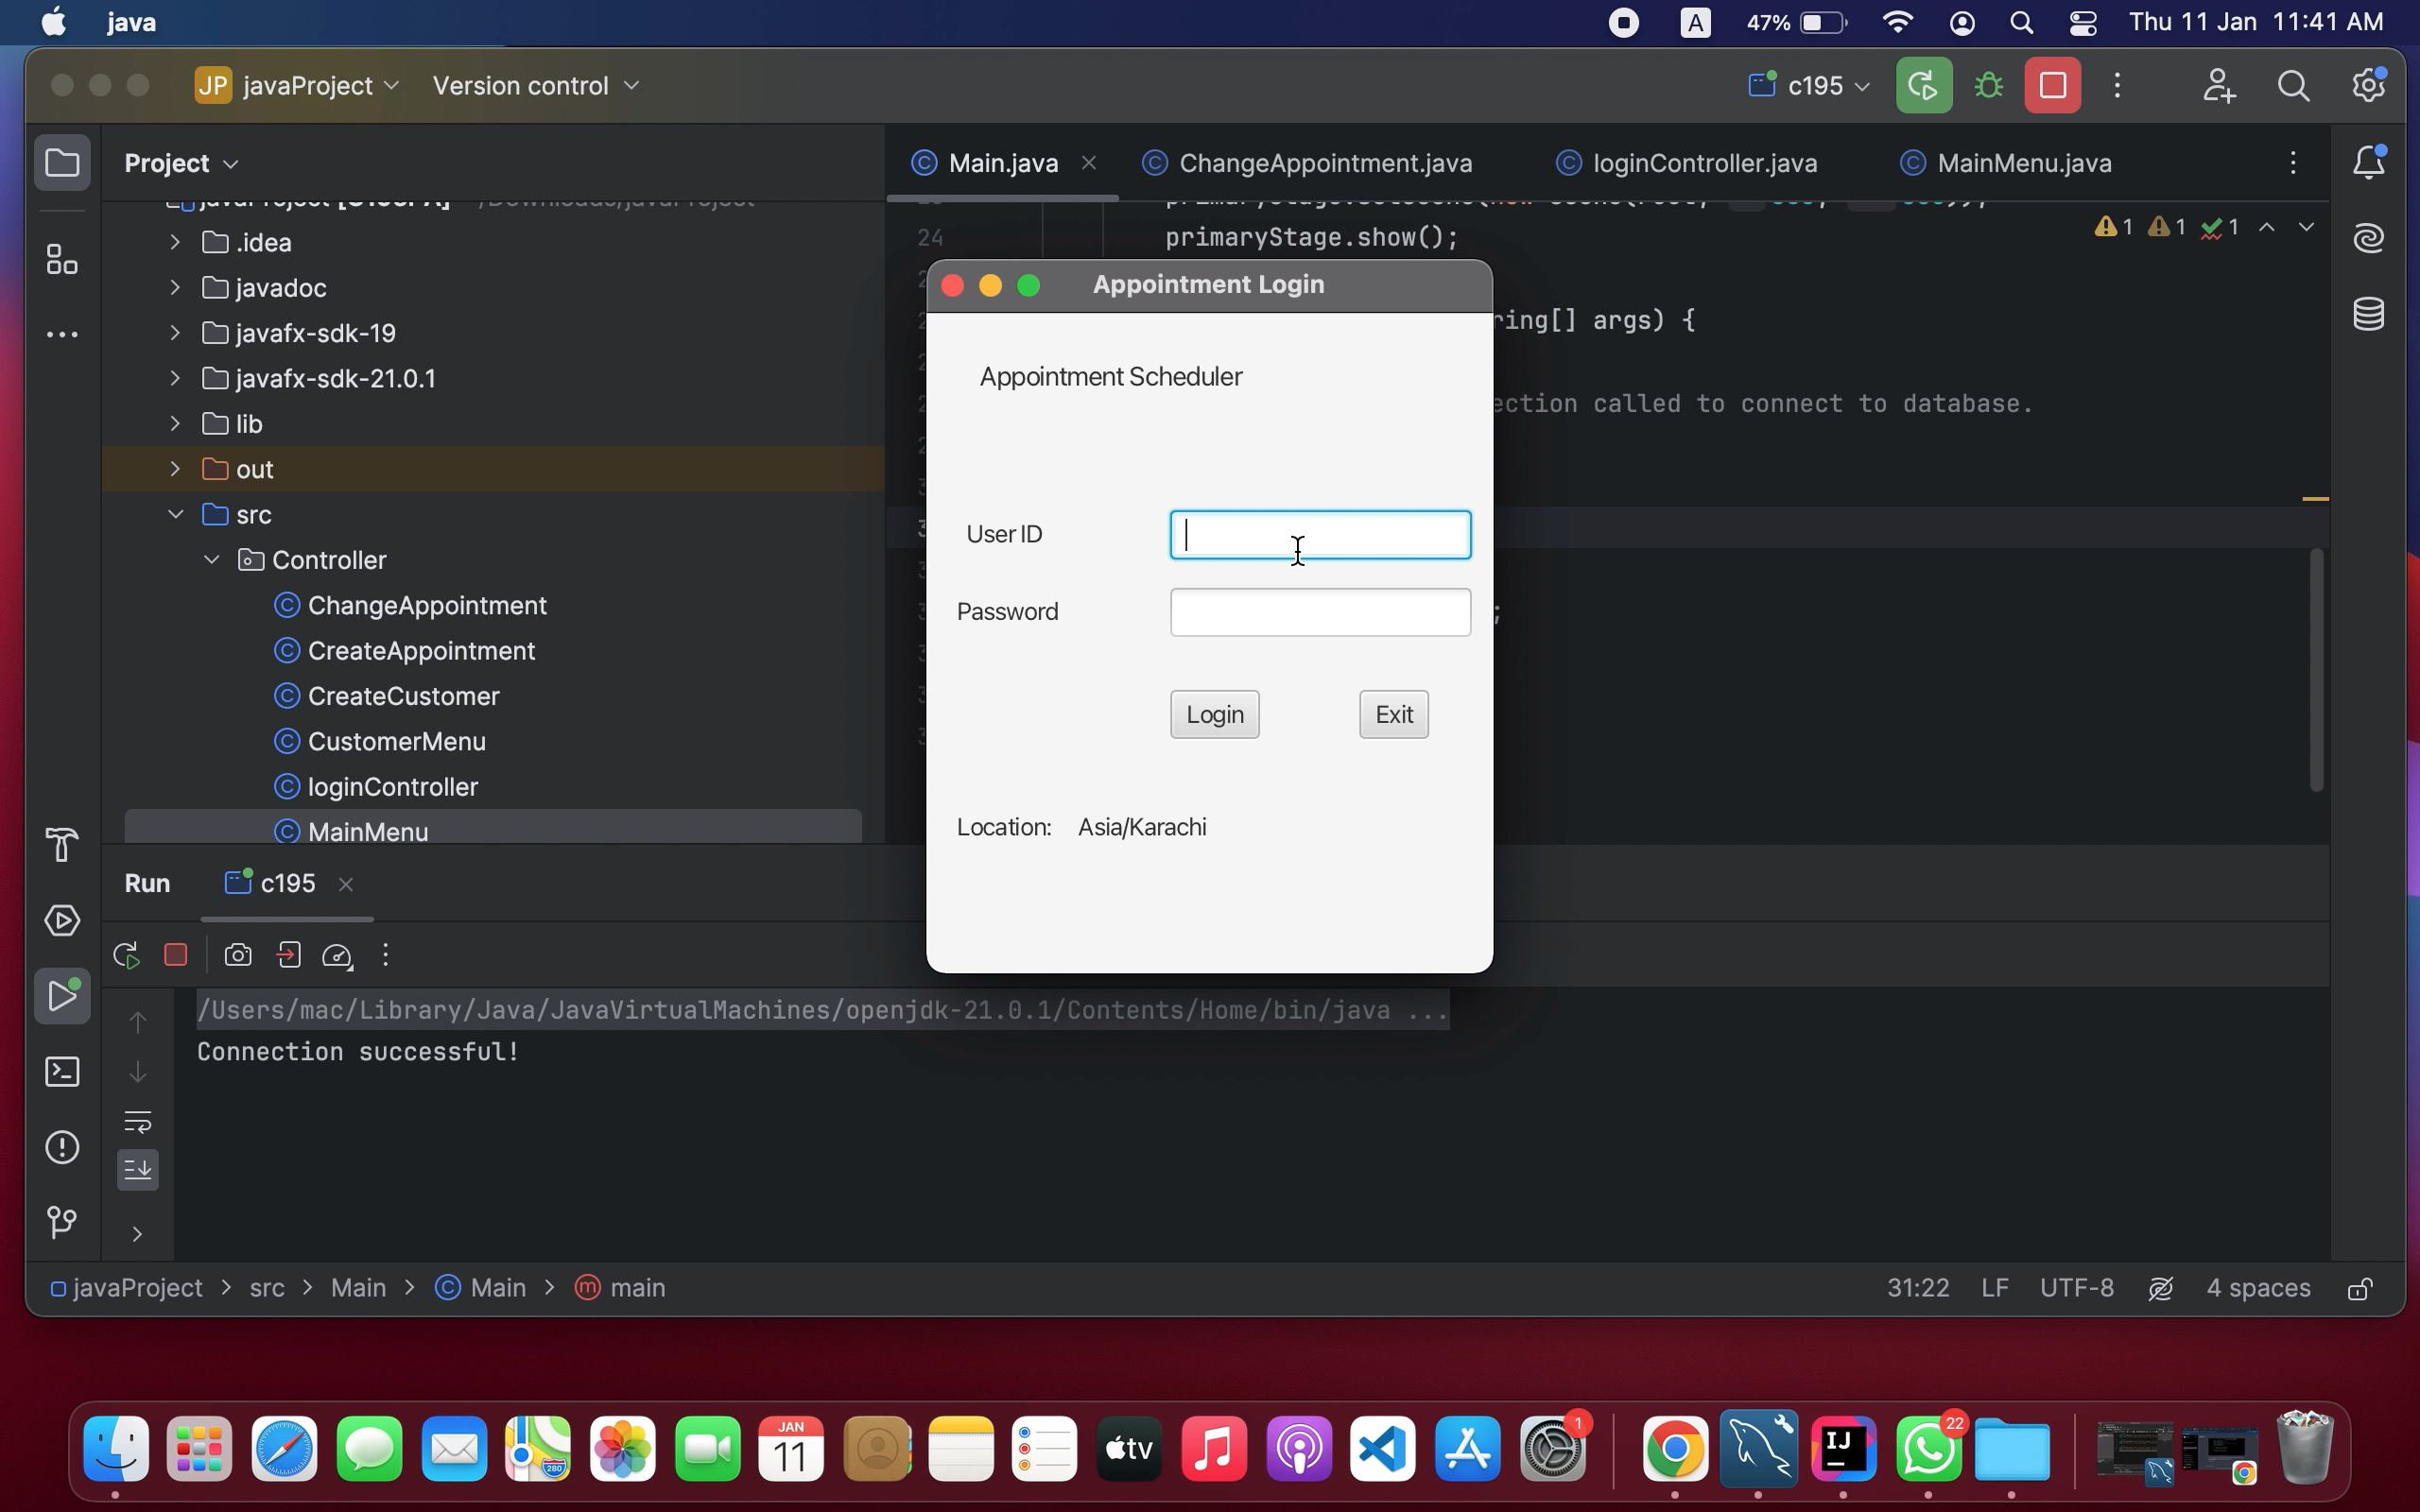 java
A
47%
Thu 11 Jan 11:41 AM
JP javaProject
Version control
c195
Project
Main.java
ChangeAppointment.java
loginController.java
MainMenu.java
24 primaryStage.show();
1 1 1
.idea
javadoc
javafx-sdk-19
javafx-sdk-21.0.1
lib
out
src
Controller
ChangeAppointment
CreateAppointment
CreateCustomer
CustomerMenu
loginController
MainMenu
args) {
called to connect to database.
;
Appointment Login
Appointment Scheduler
User ID
Password
Login
Exit
Location: Asia/Karachi
Run
c195
/Users/mac/Library/Java/JavaVirtualMachines/openjdk-21.0.1/Contents/Home/bin/java ...
Connection successful!
javaProject > src > Main > Main > main
31:22 LF UTF-8 4 spaces
280
JAN
11
tv
1
IJ
22